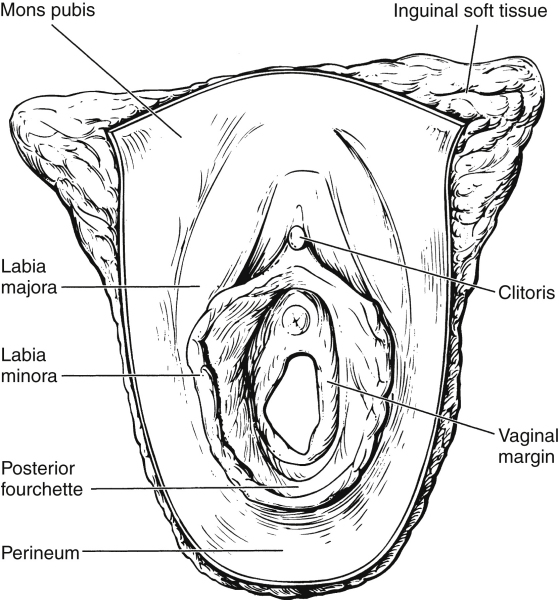 Mons pubis
Inguinal soft tissue
Labia
majora
Clitoris
Labia
minora
Vaginal
margin
Posterior
fourchette
Perineum